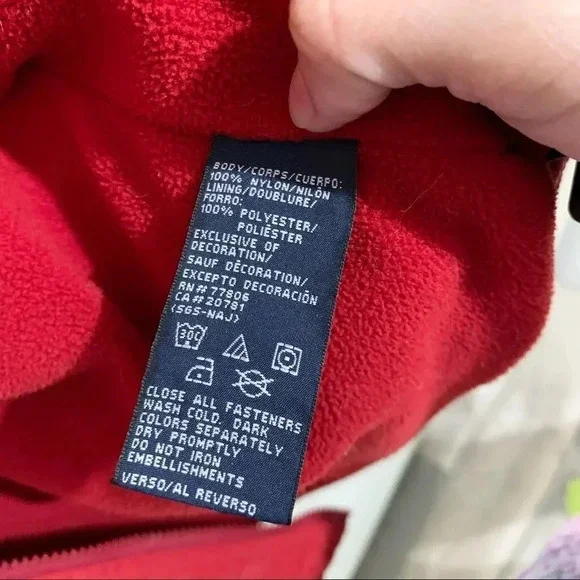 BODY/CORPS/CUERPO:
100% NYLON/NILÓN
LINING/DOUBLURE/
FORRO:
100% POLYESTER/
POLIÉSTER
EXCLUSIVE OF
DECORATION/
SAUF DÉCORATION/
EXCEPTO DECORACIÓN
RN# 77806
CA# 20781
(SGS-NAJ)
30C
CLOSE ALL FASTENERS
WASH COLD. DARK
COLORS SEPARATELY
DRY PROMPTLY
DO NOT IRON
EMBELLISHMENTS
VERSO/AL REVERSO